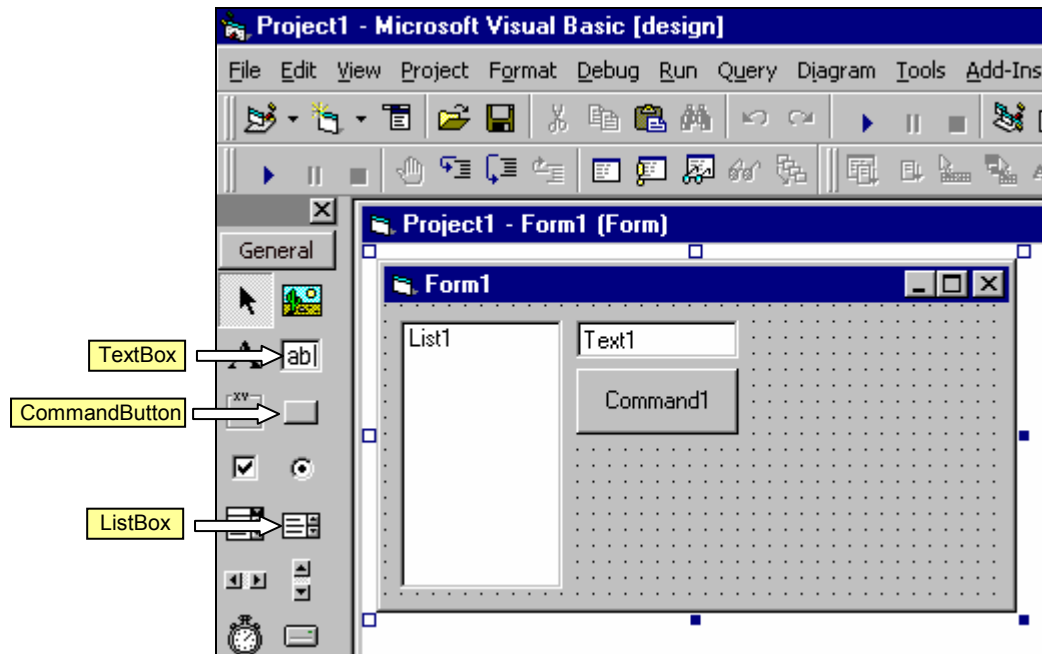 Project1 - Microsoft Visual Basic [design]
File Edit View Project Format Debug Run Query Diagram Tools Add-Ins
Project1 - Form1 (Form)
General
Form1
List1
Text1
TextBox
A
ab|
Command1
CommandButton
xv
ListBox